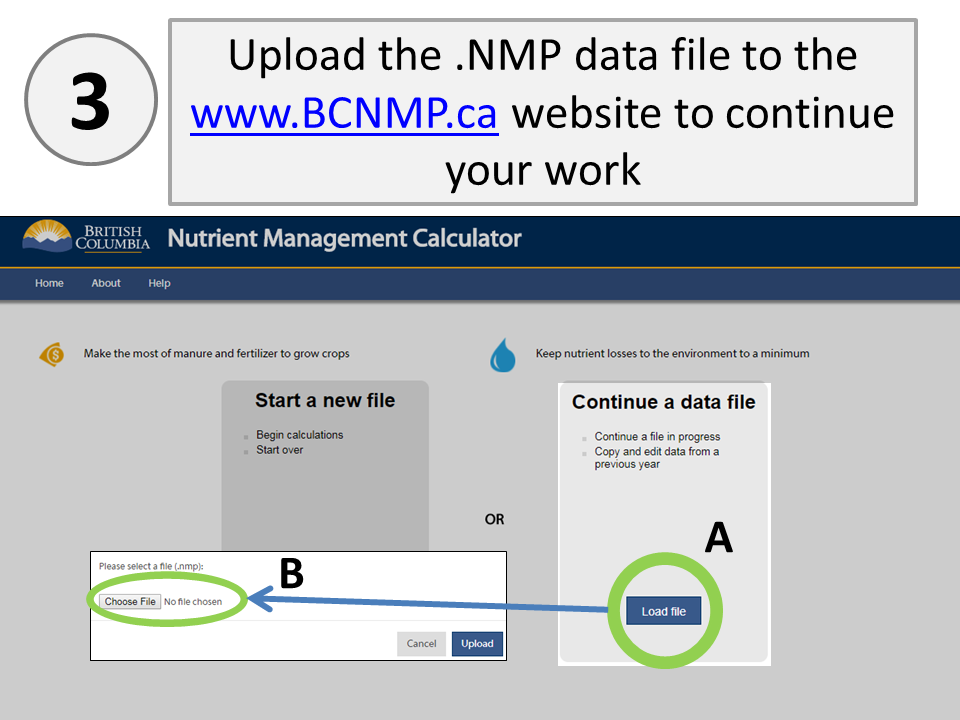 3
Upload the .NMP data file to the
www.BCNMP.ca website to continue
your work
BRITISH
COLUMBIA
Nutrient Management Calculator
Home About Help
Make the most of manure and fertilizer to grow crops
Keep nutrient losses to the environment to a minimum
Start a new file
Begin calculations
Start over
OR
Continue a data file
Continue a file in progress
Copy and edit data from a
previous year
A
Load file
B
Please select a file (.nmp):
Choose File No file chosen
Cancel Upload